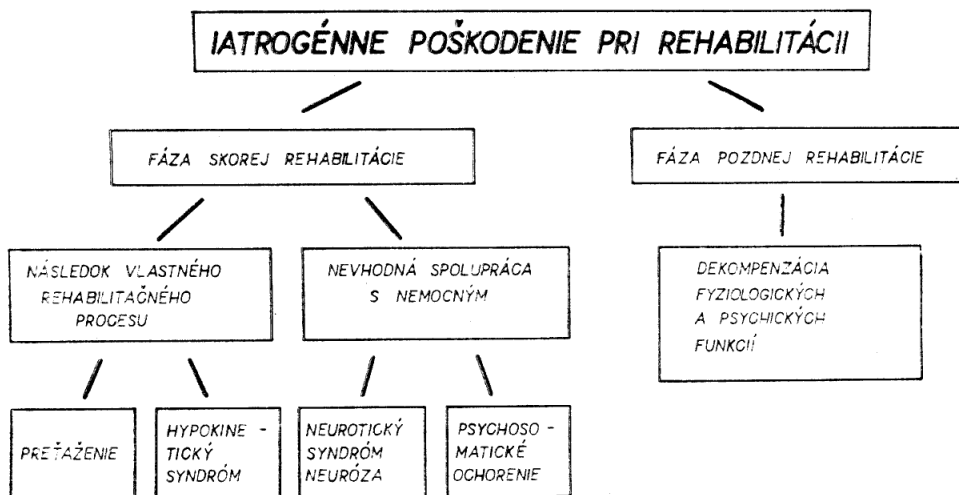 IATROGÉNNE POŠKODENIE PRI REHABILITÁCII
FÁZA SKOREJ REHABILITÁCIE
FÁZA POZDNEJ REHABILITÁCIE
NÁSLEDOK VLASTNÉHO
REHABILITAČNÉHO
PROCESU
NEVHODNÁ SPOLUPRÁCA
S NEMOCNÝM
DEKOMPENZÁCIA
FYZIOLOGICKÝCH
A PSYCHICKÝCH
FUNKCIÍ
PREŤAŽENIE
HYPOKINE -
TICKÝ
SYNDRÓM
NEUROTICKÝ
SYNDRÓM
NEURÓZA
PSYCHOSO -
MATICKÉ
OCHORENIE